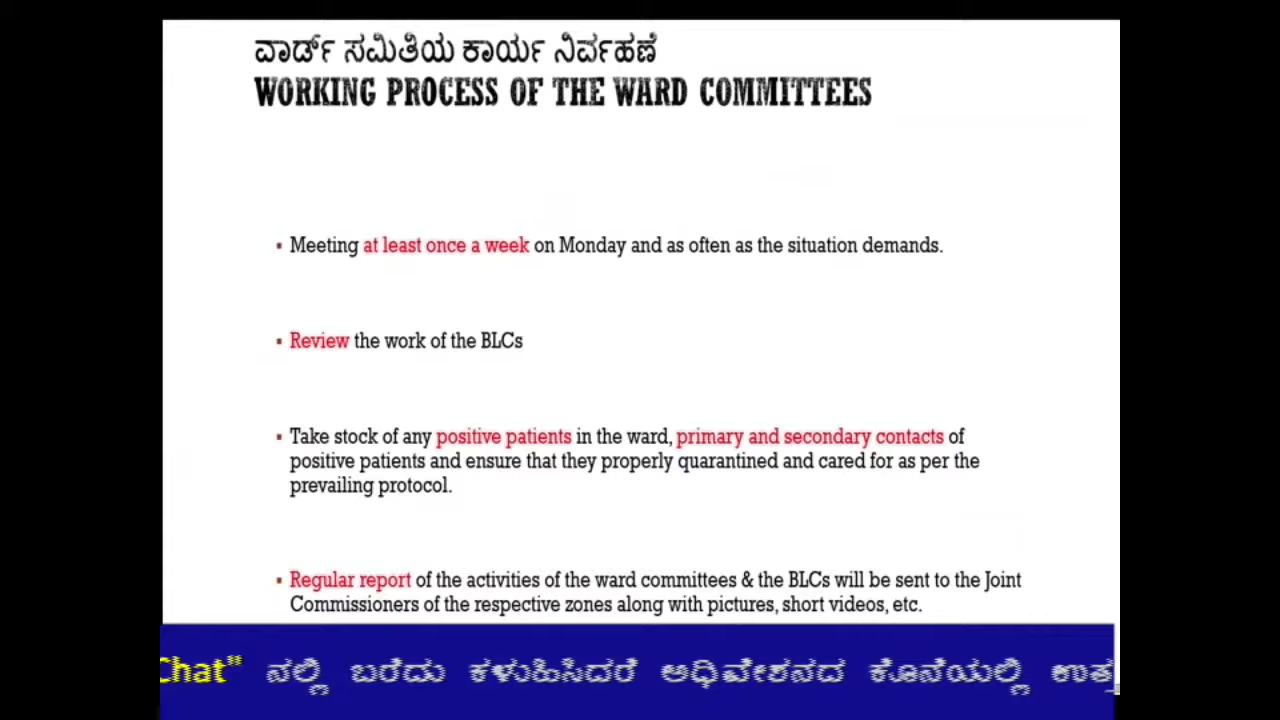 ವಾರ್ಡ್ ಸಮಿತಿಯ ಕಾರ್ಯ ನಿರ್ವಹಣೆ
WORKING PROCESS OF THE WARD COMMITTEES
▪ Meeting at least once a week on Monday and as often as the situation demands.
▪ Review the work of the BLCs
▪ Take stock of any positive patients in the ward, primary and secondary contacts of
positive patients and ensure that they properly quarantined and cared for as per the
prevailing protocol.
▪ Regular report of the activities of the ward committees & the BLCs will be sent to the Joint
Commissioners of the respective zones along with pictures, short videos, etc.
Chat" ನಲ್ಲಿ ಬರೆದು ಕಳುಹಿಸಿದರೆ ಅಧಿವೇಶನದ ಕೊನೆಯಲ್ಲಿ